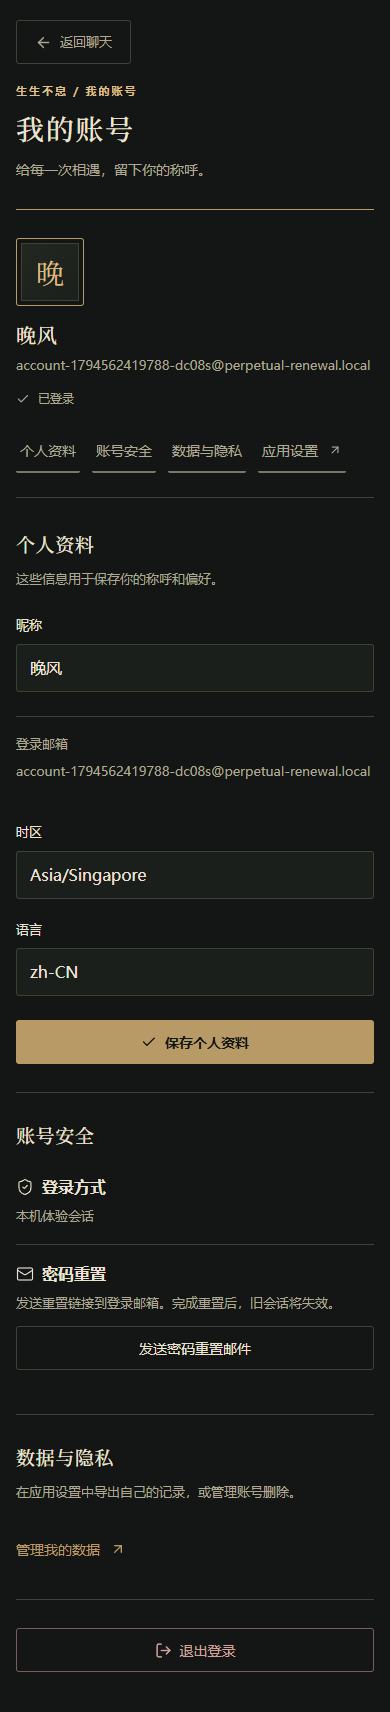 返回聊天
生生不息 / 我的账号
我的账号
给每一次相遇，留下你的称呼。
晚
晚风
account-1794562419788-dc08s@perpetual-renewal.local
已登录
个人资料 账号安全 数据与隐私 应用设置
个人资料
这些信息用于保存你的称呼和偏好。
昵称
晚风
登录邮箱
account-1794562419788-dc08s@perpetual-renewal.local
时区
Asia/Singapore
语言
zh-CN
保存个人资料
账号安全
登录方式
本机体验会话
密码重置
发送重置链接到登录邮箱。完成重置后，旧会话将失效。
发送密码重置邮件
数据与隐私
在应用设置中导出自己的记录，或管理账号删除。
管理我的数据
退出登录